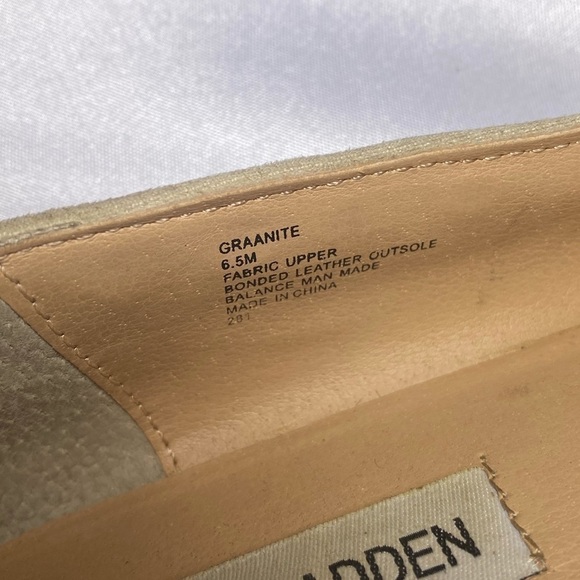 GRAANITE
6.5M
FABRIC UPPER
BONDED LEATHER OUTSOLE
BALANCE MAN MADE
MADE IN CHINA
281
ADDEN